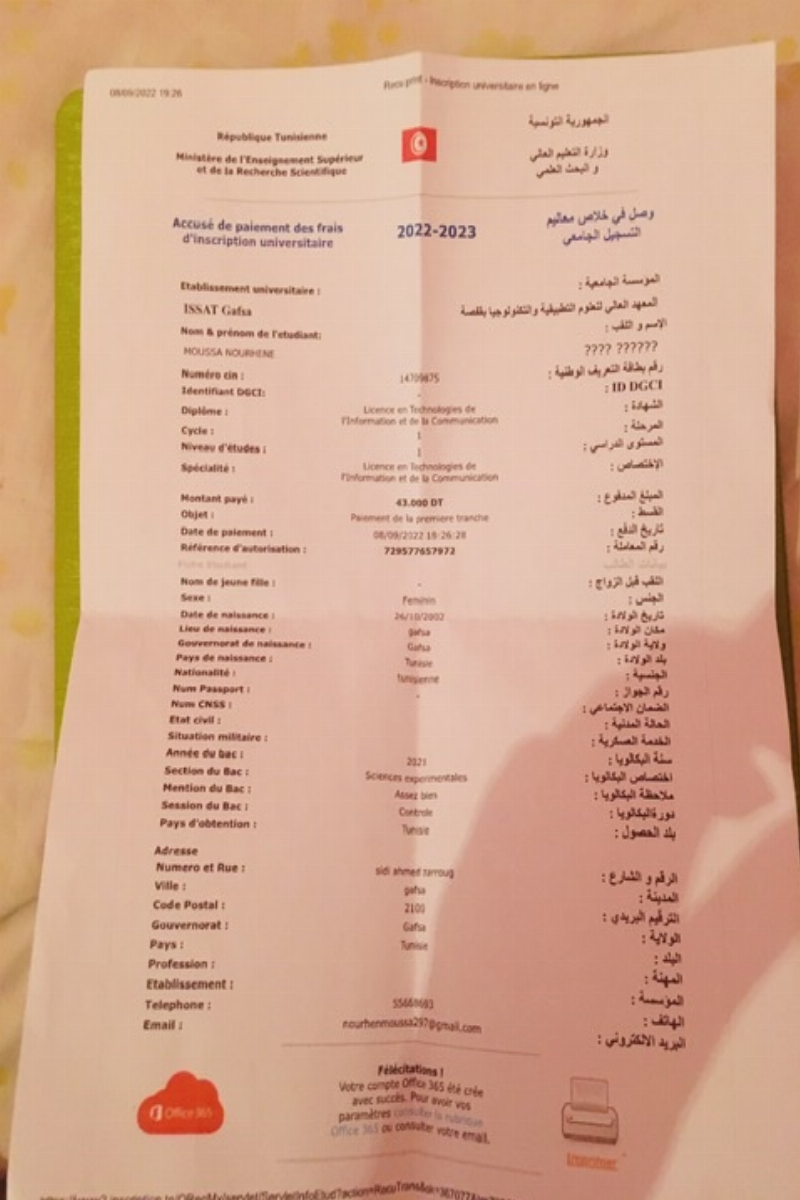 08/09/2022 19:26
Recu print - Inscription universitaire en ligne
République Tunisienne
الجمهورية التونسية
Ministère de l'Enseignement Supérieur
et de la Recherche Scientifique
وزارة التعليم العالي
و البحث العلمي
Accusé de paiement des frais
d'inscription universitaire
2022-2023
وصل في خلاص معاليم
التسجيل الجامعي
Etablissement universitaire :
المؤسسة الجامعية :
ISSAT Gafsa
المعهد العالي لتعلوم التطبيقية والتكنولوجيا بقفصة
Nom & prénom de l'etudiant:
الإسم و اللقب :
MOUSSA NOURHENE
???? ??????
Numéro cin :
14709875
رقم بطاقة التعريف الوطنية :
Identifiant DGCI:
-
ID DGCI :
Diplôme :
Licence en Technologies de
l'Information et de la Communication
الشهادة :
Cycle :
1
المرحلة :
Niveau d'études :
1
المستوى الدراسي :
Spécialité :
Licence en Technologies de
l'Information et de la Communication
الإختصاص :
Montant payé :
43.000 DT
المبلغ المدفوع :
Objet :
Paiement de la premiere tranche
القسط :
Date de paiement :
08/09/2022 18:26:28
تاريخ الدفع :
Référence d'autorisation :
729577657972
رقم المعاملة :
Fiche Etudiant
بيانات الطالب
Nom de jeune fille :
-
اللقب قبل الزواج :
Sexe :
Feminin
الجنس :
Date de naissance :
26/10/2002
تاريخ الولادة :
Lieu de naissance :
gafsa
مكان الولادة :
Gouvernorat de naissance :
Gafsa
ولاية الولادة :
Pays de naissance :
Tunisie
بلد الولادة :
Nationalité :
Tunisienne
الجنسية :
Num Passport :
-
رقم الجواز :
Num CNSS :
الضمان الاجتماعي :
Etat civil :
الحالة المدنية :
Situation militaire :
الخدمة العسكرية :
Année du bac :
2021
سنة البكالوريا :
Section du Bac :
Sciences experimentales
اختصاص البكالوريا :
Mention du Bac :
Assez bien
ملاحظة البكالوريا :
Session du Bac :
Controle
دورةالبكالوريا :
Pays d'obtention :
Tunisie
بلد الحصول :
Adresse
Numero et Rue :
sidi ahmed zarroug
الرقم و الشارع :
Ville :
gafsa
المدينة :
Code Postal :
2100
الترقيم البريدي :
Gouvernorat :
Gafsa
الولاية :
Pays :
Tunisie
البلد :
Profession :
المهنة :
Etablissement :
المؤسسة :
Telephone :
الهاتف :
Email :
nourhenmoussa297@gmail.com
البريد الالكتروني :
Office 365
Félécitations !
Votre compte Office 365 été crée
avec succés. Pour avoir vos
paramètres consulter la rubrique
Office 365 ou consulter votre email.
Imprimer